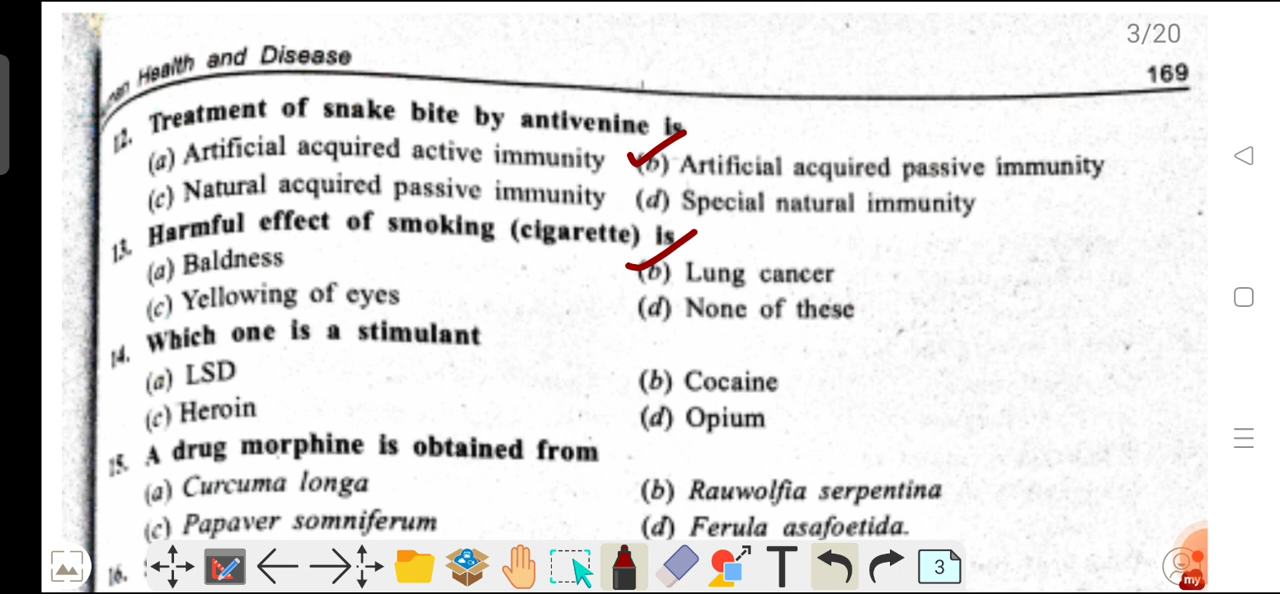 3/20
Health and Disease
169
12. Treatment of snake bite by antivenine is
(a) Artificial acquired active immunity (b) Artificial acquired passive immunity
(c) Natural acquired passive immunity (d) Special natural immunity
13. Harmful effect of smoking (cigarette) is
(a) Baldness (b) Lung cancer
(c) Yellowing of eyes (d) None of these
14. Which one is a stimulant
(a) LSD (b) Cocaine
(c) Heroin (d) Opium
15. A drug morphine is obtained from
(a) Curcuma longa (b) Rauwolfia serpentina
(c) Papaver somniferum (d) Ferula asafoetida.
16.
T
3
my